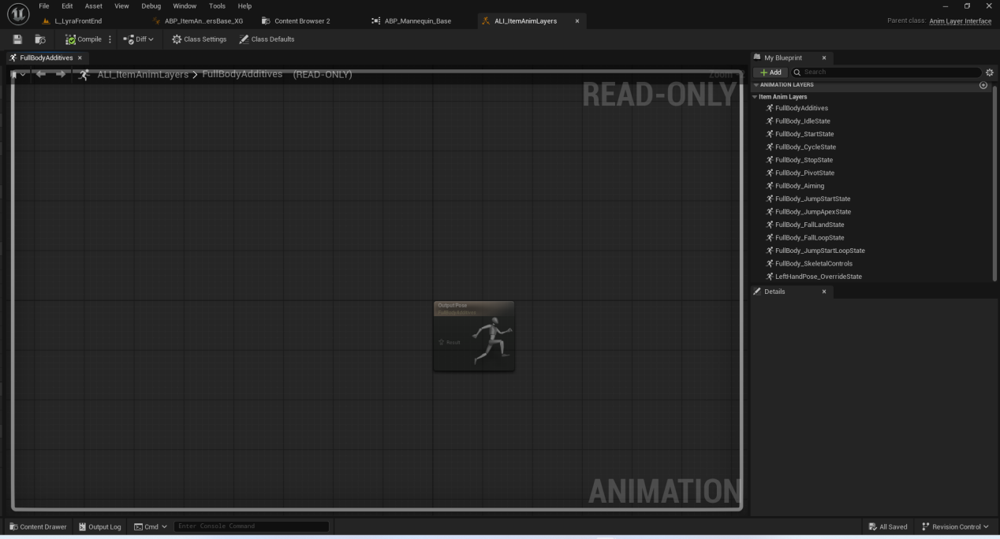 File Edit Asset View Debug Window Tools Help
L_LyraFrontEnd ABP_ItemAn...ersBase_XG Content Browser 2 ABP_Mannequin_Base ALI_ItemAnimLayers Parent class: Anim Layer Interface
Compile Diff Class Settings Class Defaults
FullBodyAdditives
ALI_ItemAnimLayers > FullBodyAdditives (READ-ONLY) Zoom -2
READ-ONLY
Output Pose
FullBodyAdditives
Result
ANIMATION
My Blueprint
+ Add Search
ANIMATION LAYERS
Item Anim Layers
FullBodyAdditives
FullBody_IdleState
FullBody_StartState
FullBody_CycleState
FullBody_StopState
FullBody_PivotState
FullBody_Aiming
FullBody_JumpStartState
FullBody_JumpApexState
FullBody_FallLandState
FullBody_FallLoopState
FullBody_JumpStartLoopState
FullBody_SkeletalControls
LeftHandPose_OverrideState
Details
Content Drawer Output Log Cmd Enter Console Command All Saved Revision Control